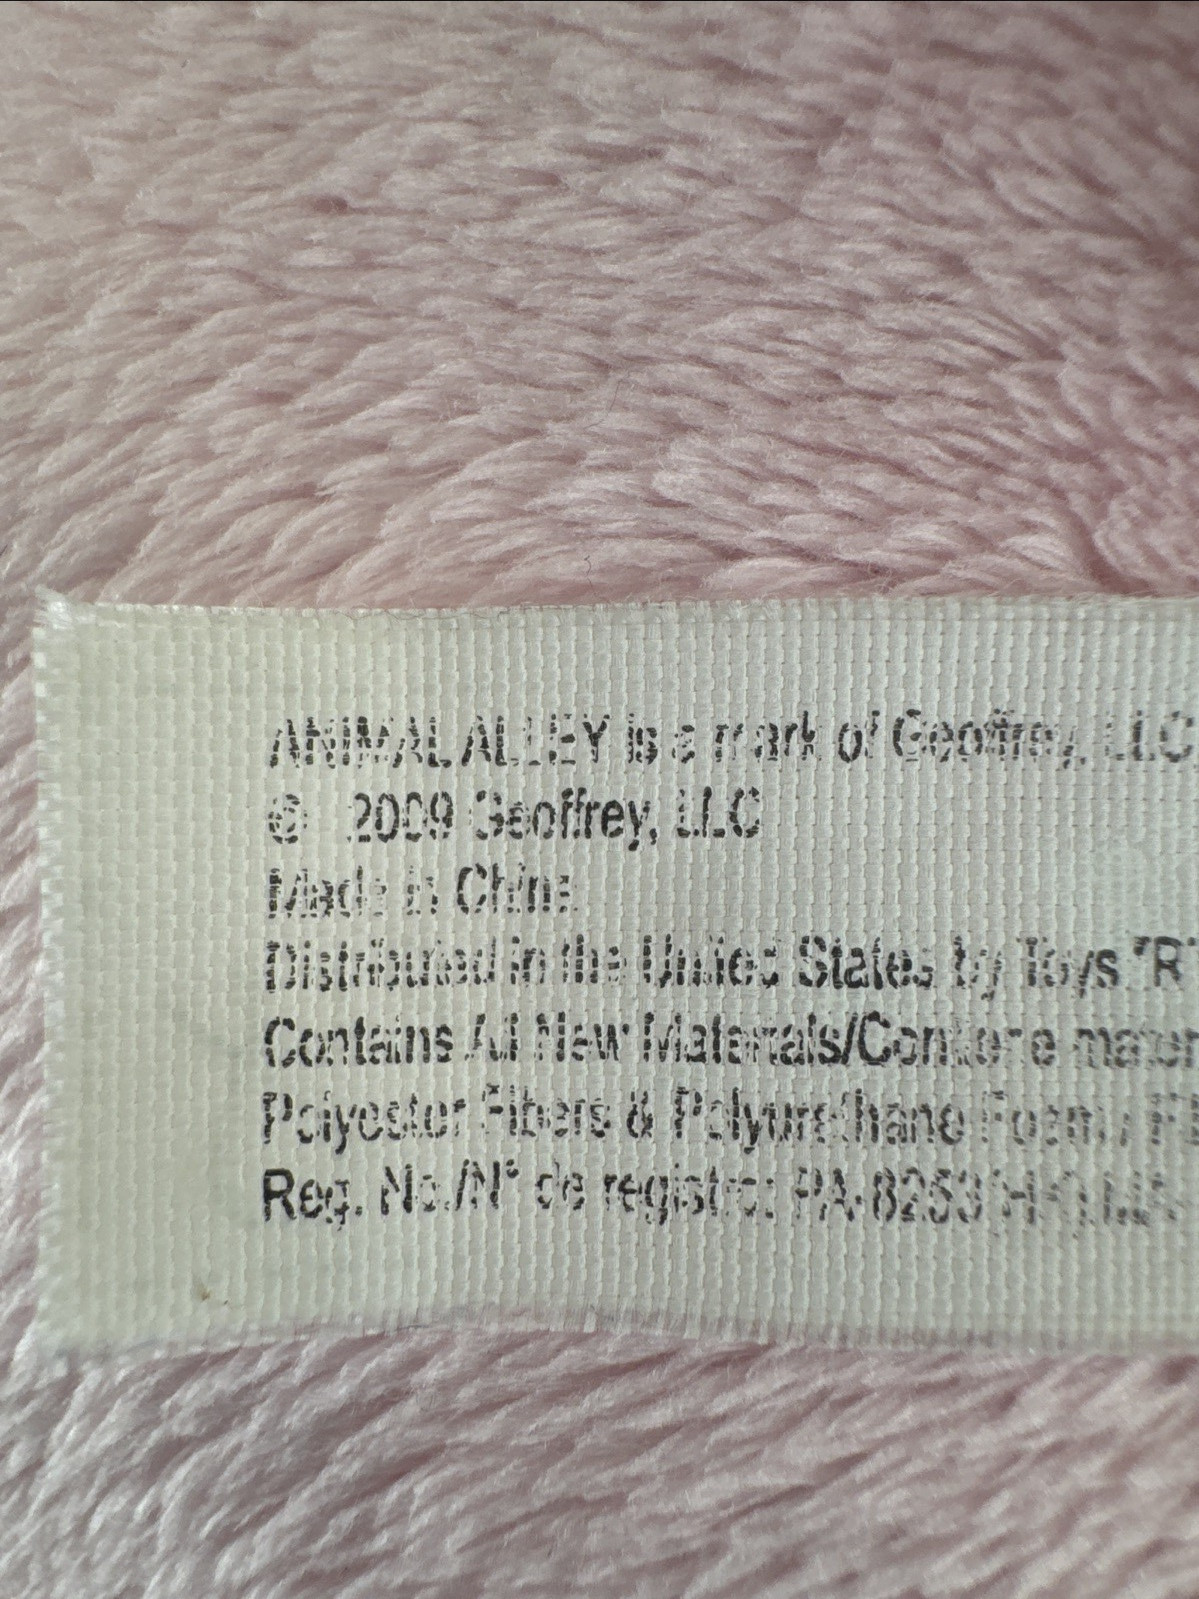 ANIMAL ALLEY is a mark of Geoffrey, LLC
© 2009 Geoffrey, LLC
Made in China
Distributed in the United States by Toys "R"
Contains All New Materials/Contiene mater
Polyester Fibers & Polyurethane Foam /
Reg. No./N° de registro: PA-8253